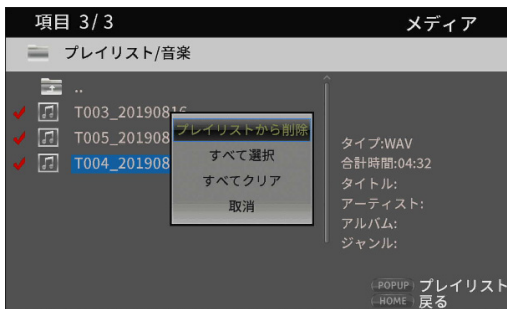 項目 3/3
メディア
プレイリスト/音楽
..
T003_20190816
T005_201908
T004_201908
プレイリストから削除
すべて選択
すべてクリア
取消
タイプ:WAV
合計時間:04:32
タイトル:
アーティスト:
アルバム:
ジャンル:
POPUP プレイリスト
HOME 戻る